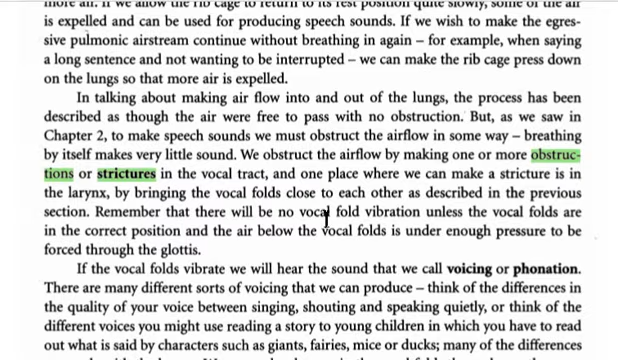 more air. If we allow the rib cage to return to its rest position quite slowly, some of the air
is expelled and can be used for producing speech sounds. If we wish to make the egres-
sive pulmonic airstream continue without breathing in again – for example, when saying
a long sentence and not wanting to be interrupted – we can make the rib cage press down
on the lungs so that more air is expelled.
In talking about making air flow into and out of the lungs, the process has been
described as though the air were free to pass with no obstruction. But, as we saw in
Chapter 2, to make speech sounds we must obstruct the airflow in some way – breathing
by itself makes very little sound. We obstruct the airflow by making one or more obstruc-
tions or strictures in the vocal tract, and one place where we can make a stricture is in
the larynx, by bringing the vocal folds close to each other as described in the previous
section. Remember that there will be no vocal fold vibration unless the vocal folds are
in the correct position and the air below the vocal folds is under enough pressure to be
forced through the glottis.
If the vocal folds vibrate we will hear the sound that we call voicing or phonation.
There are many different sorts of voicing that we can produce – think of the differences in
the quality of your voice between singing, shouting and speaking quietly, or think of the
different voices you might use reading a story to young children in which you have to read
out what is said by characters such as giants, fairies, mice or ducks; many of the differences